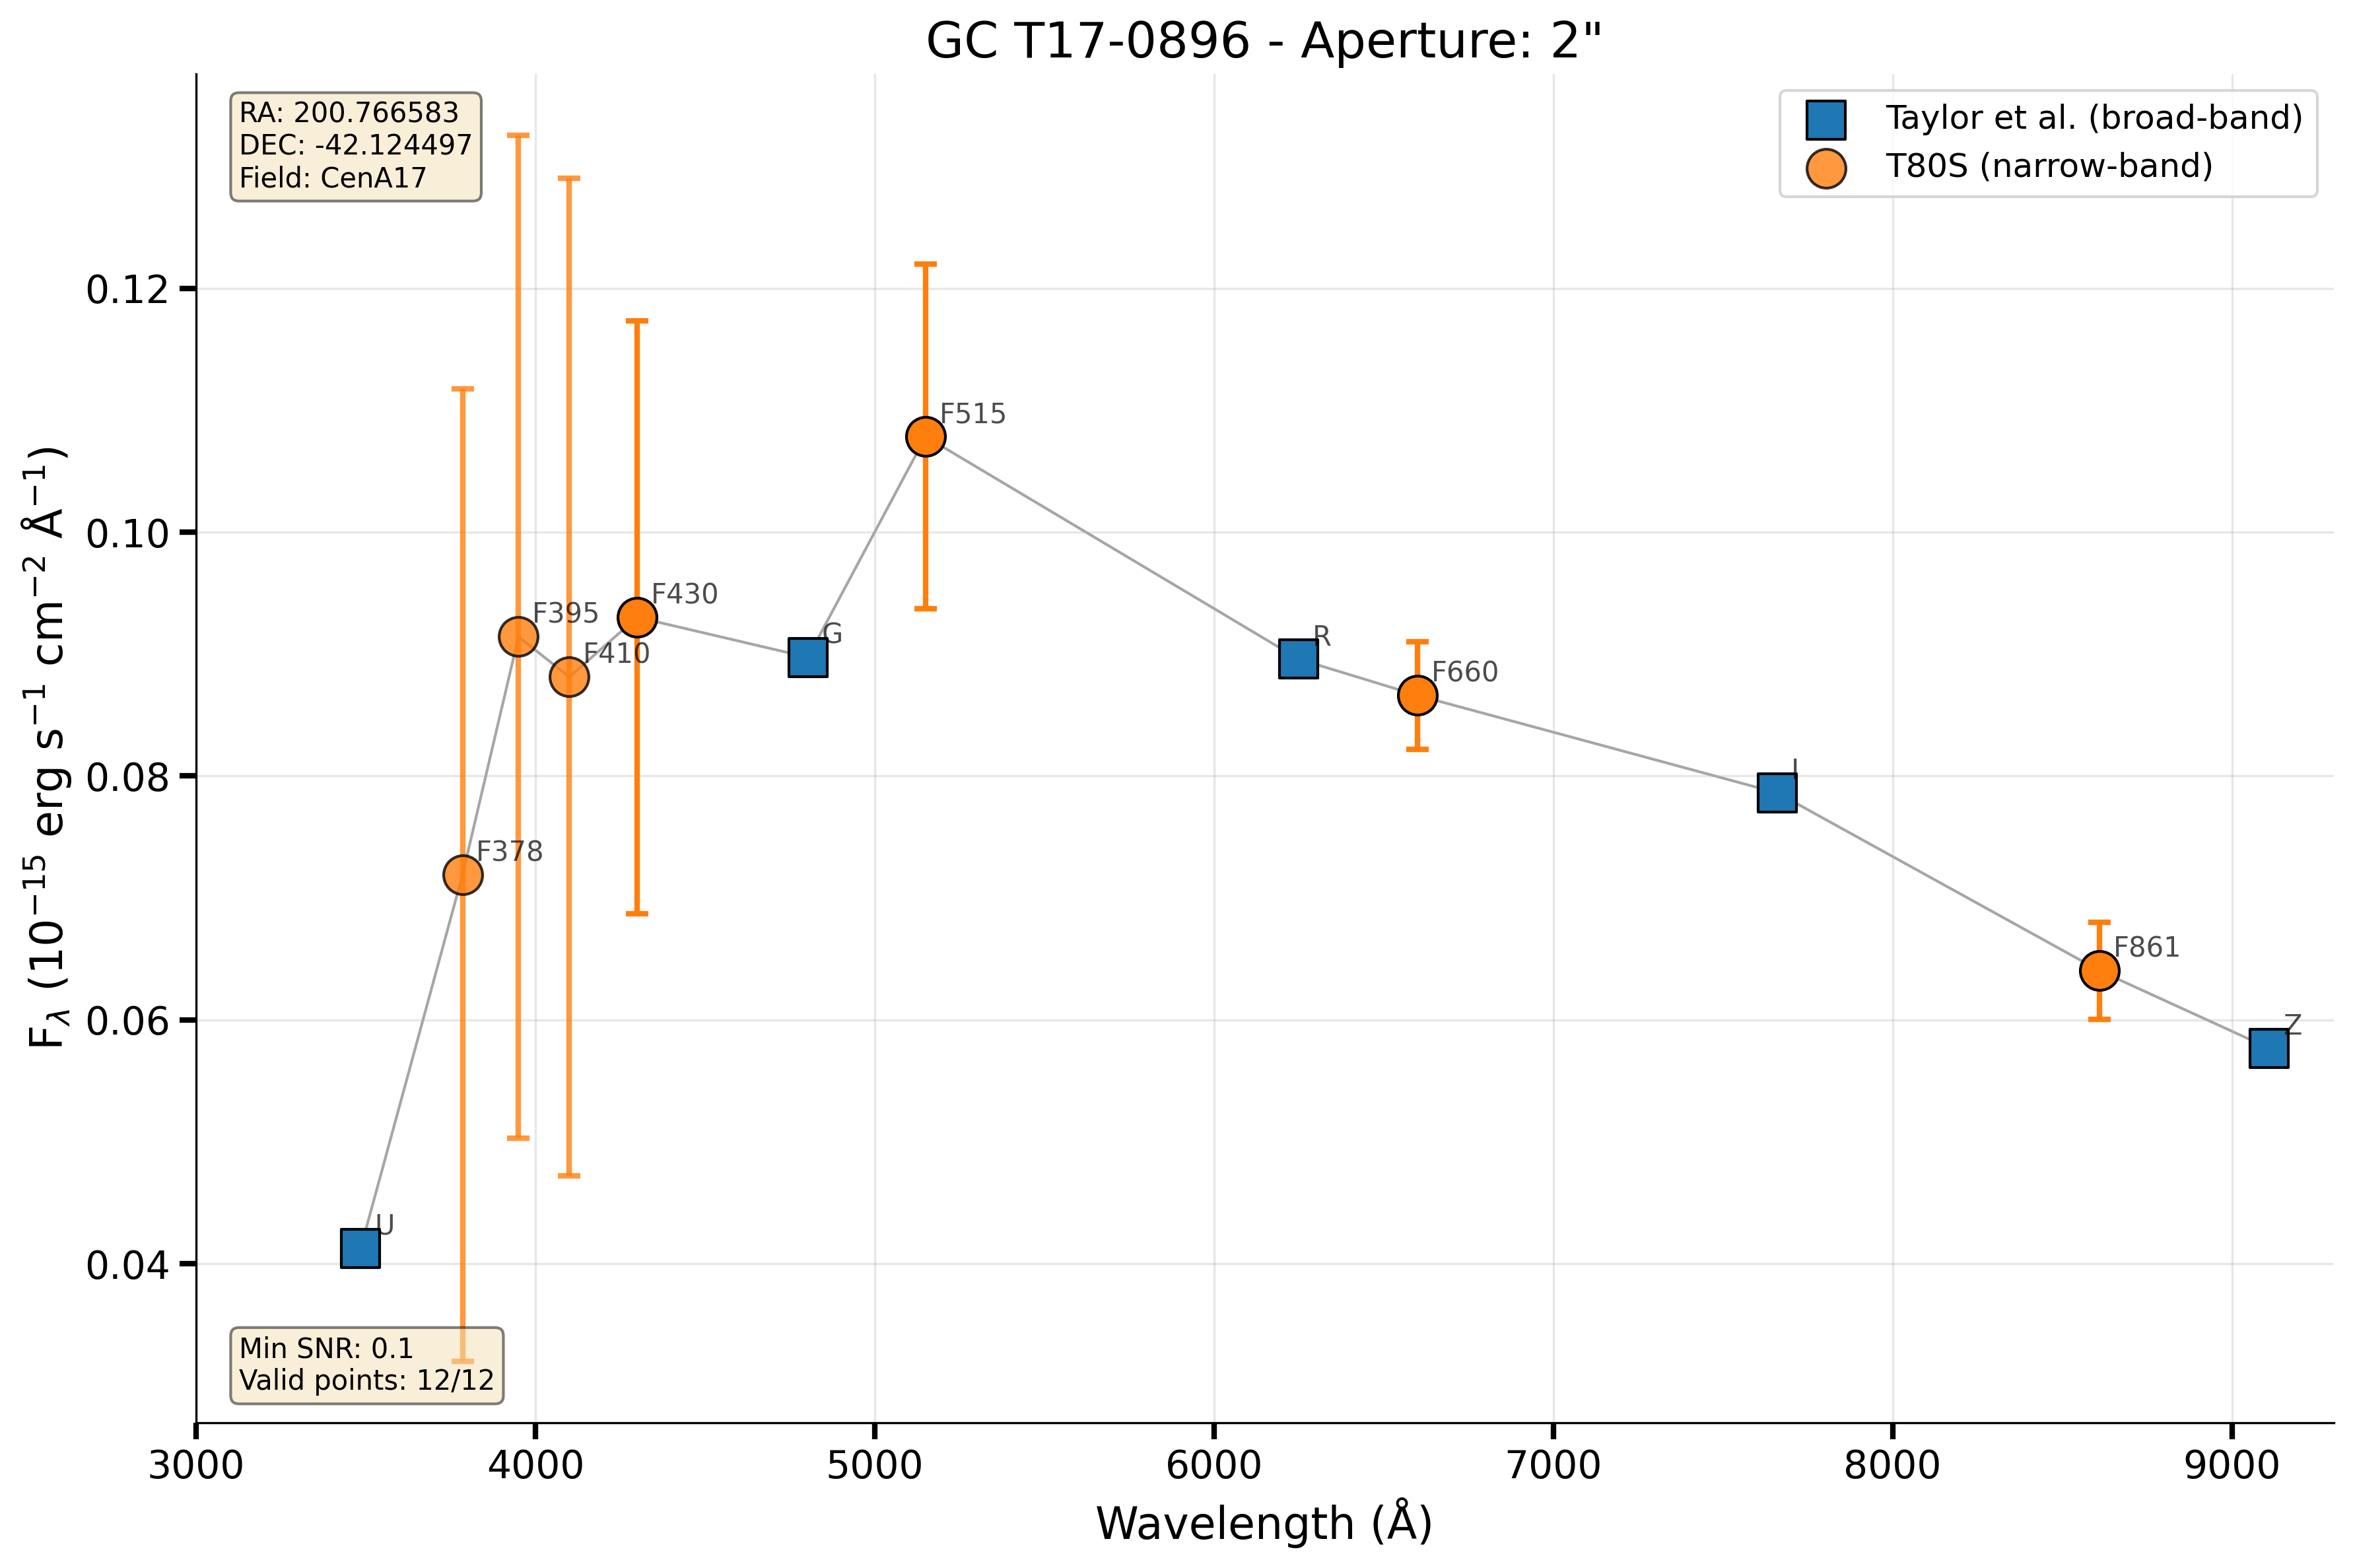 GC T17-0896 - Aperture: 2"
RA: 200.766583
DEC: -42.124497
Field: CenA17
Taylor et al. (broad-band)
T80S (narrow-band)
0.12
0.10
0.08
0.06
0.04
F515
F430
F395
F410
G
R
F660
I
F378
F861
Z
U
Min SNR: 0.1
Valid points: 12/12
3000 4000 5000 6000 7000 8000 9000
Wavelength (Å)
F_λ (10⁻¹⁵ erg s⁻¹ cm⁻² Å⁻¹)